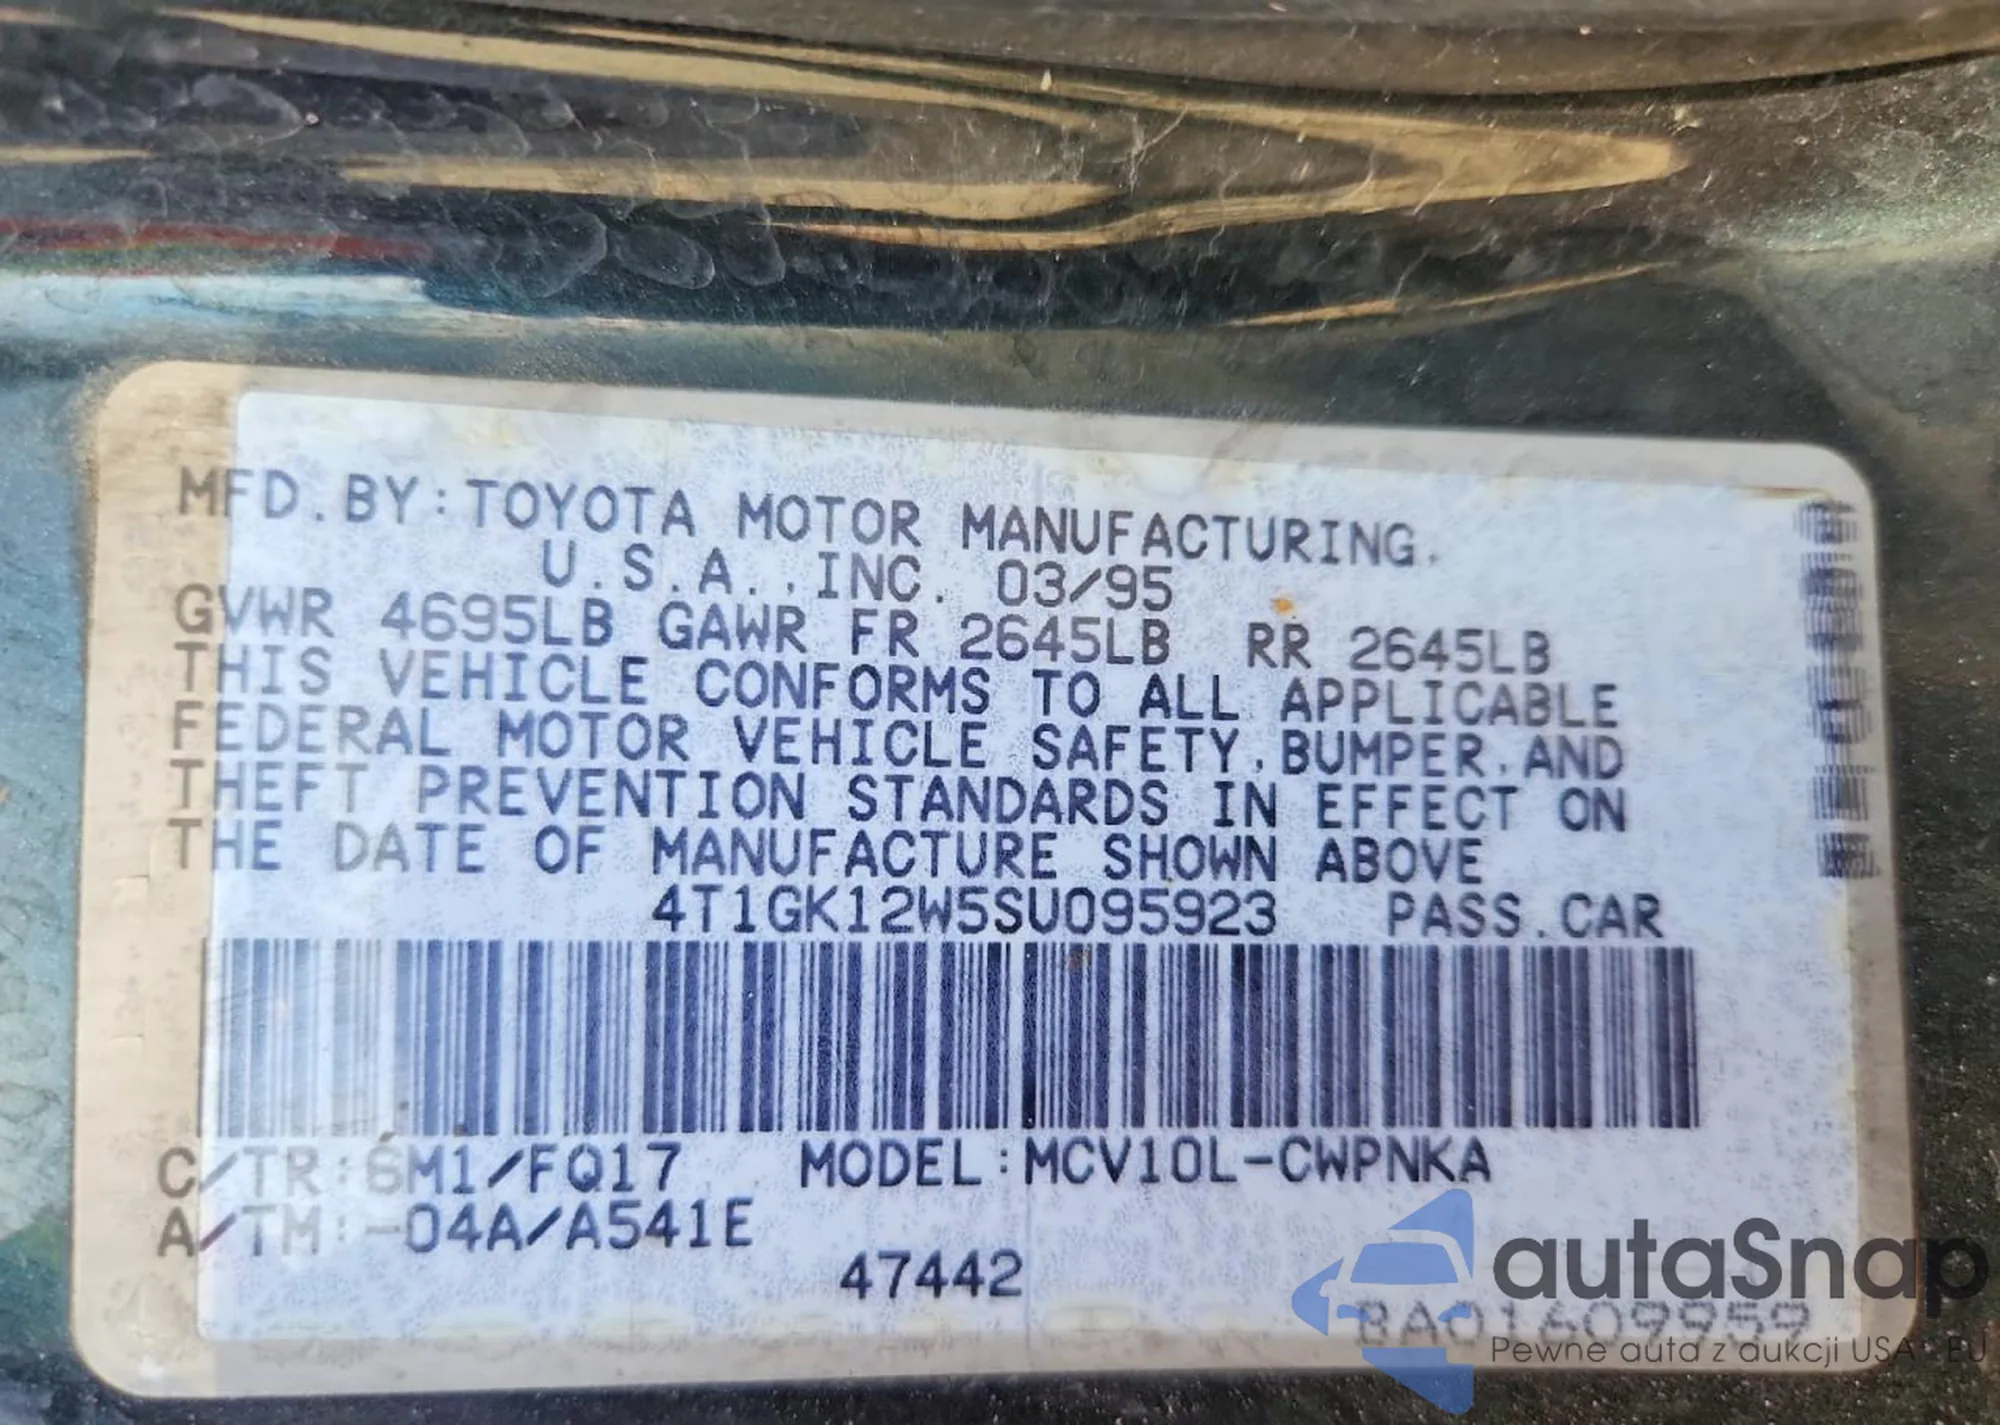 MFD.BY:TOYOTA MOTOR MANUFACTURING,
U.S.A.,INC. 03/95
GVWR 4695LB GAWR FR 2645LB RR 2645LB
THIS VEHICLE CONFORMS TO ALL APPLICABLE
FEDERAL MOTOR VEHICLE SAFETY,BUMPER,AND
THEFT PREVENTION STANDARDS IN EFFECT ON
THE DATE OF MANUFACTURE SHOWN ABOVE
4T1GK12W5SU095923 PASS.CAR
C/TR:6M1/FQ17 MODEL:MCV10L-CWPNKA
A/TM:-04A/A541E
47442
autaSnap
BA01609959
Pewne auta z aukcji USA EU